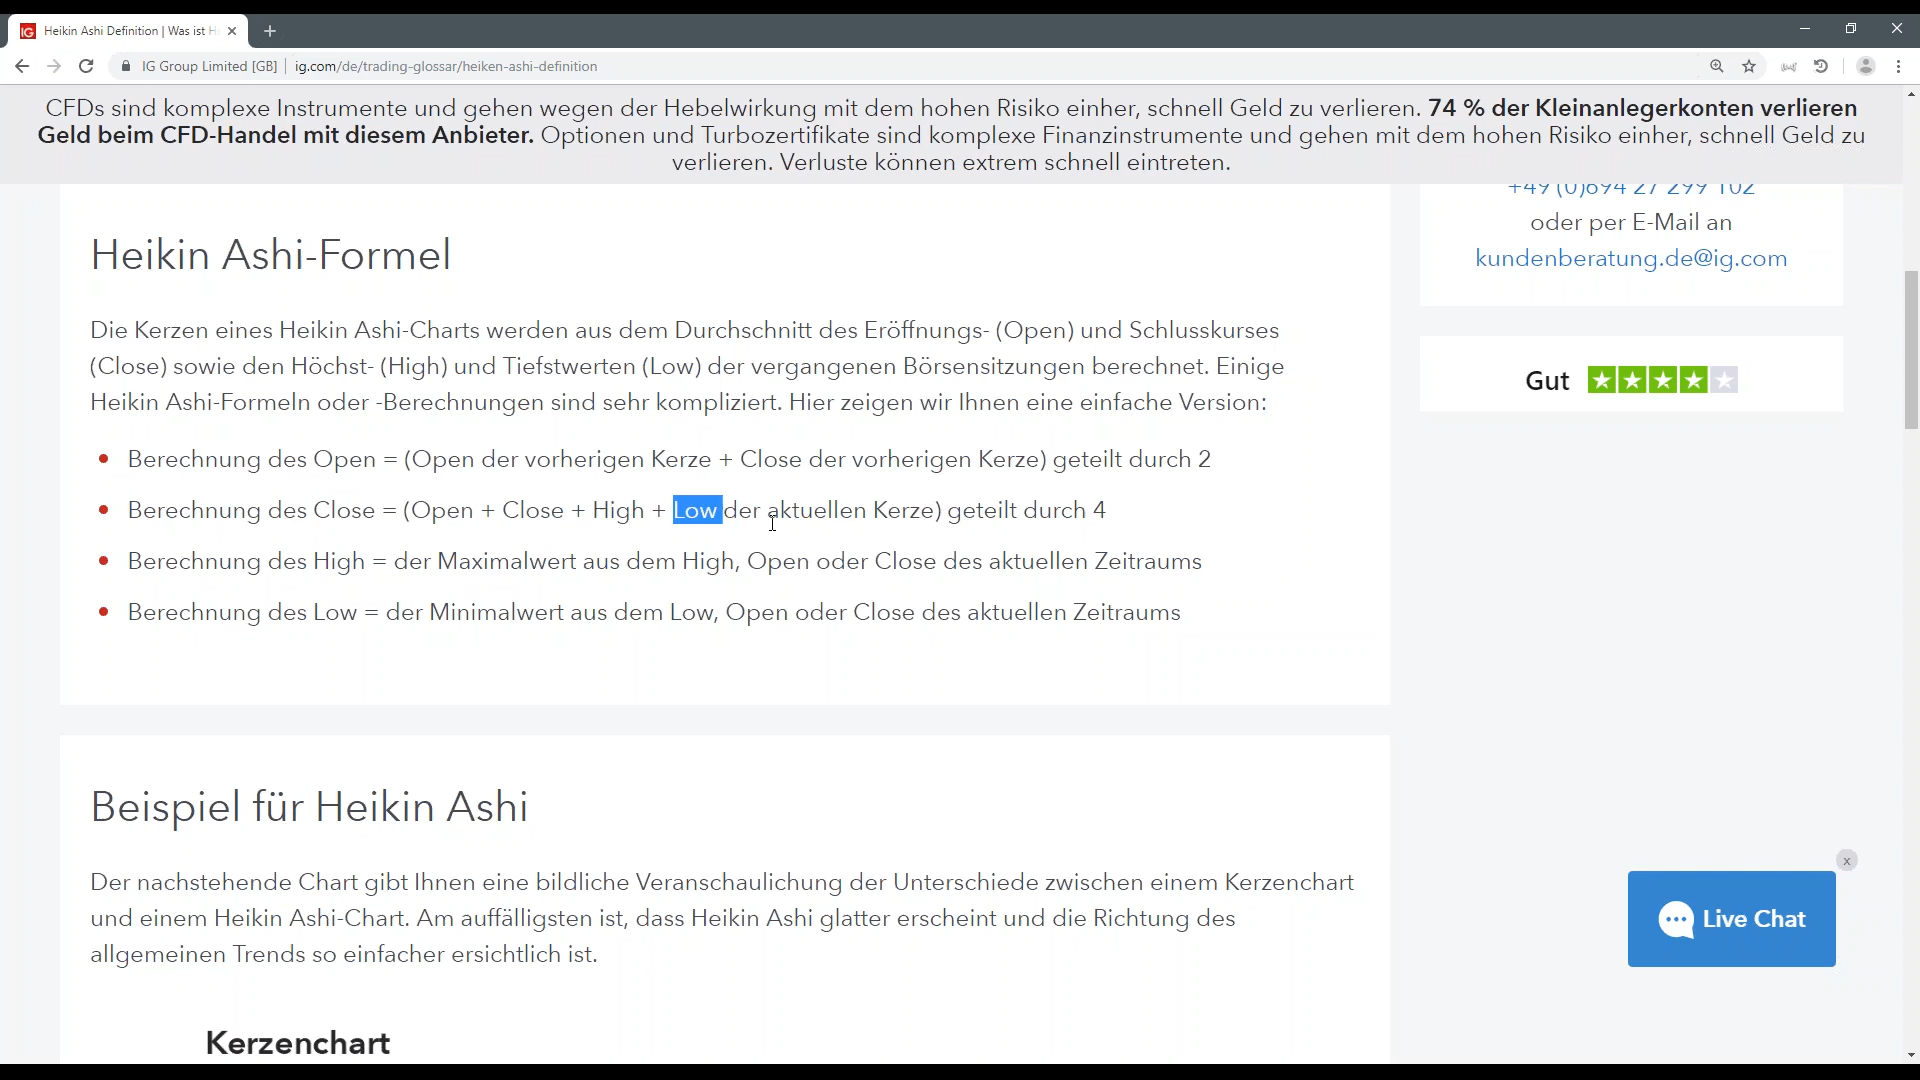 Heikin Ashi Definition | Was ist H
IG Group Limited [GB] | ig.com/de/trading-glossar/heiken-ashi-definition
CFDs sind komplexe Instrumente und gehen wegen der Hebelwirkung mit dem hohen Risiko einher, schnell Geld zu verlieren. 74 % der Kleinanlegerkonten verlieren
Geld beim CFD-Handel mit diesem Anbieter. Optionen und Turbozertifikate sind komplexe Finanzinstrumente und gehen mit dem hohen Risiko einher, schnell Geld zu
verlieren. Verluste können extrem schnell eintreten.
oder per E-Mail an
kundenberatung.de@ig.com
Gut
Heikin Ashi-Formel
Die Kerzen eines Heikin Ashi-Charts werden aus dem Durchschnitt des Eröffnungs- (Open) und Schlusskurses
(Close) sowie den Höchst- (High) und Tiefstwerten (Low) der vergangenen Börsensitzungen berechnet. Einige
Heikin Ashi-Formeln oder -Berechnungen sind sehr kompliziert. Hier zeigen wir Ihnen eine einfache Version:
Berechnung des Open = (Open der vorherigen Kerze + Close der vorherigen Kerze) geteilt durch 2
Berechnung des Close = (Open + Close + High + Low der aktuellen Kerze) geteilt durch 4
Berechnung des High = der Maximalwert aus dem High, Open oder Close des aktuellen Zeitraums
Berechnung des Low = der Minimalwert aus dem Low, Open oder Close des aktuellen Zeitraums
Beispiel für Heikin Ashi
Der nachstehende Chart gibt Ihnen eine bildliche Veranschaulichung der Unterschiede zwischen einem Kerzenchart
und einem Heikin Ashi-Chart. Am auffälligsten ist, dass Heikin Ashi glatter erscheint und die Richtung des
allgemeinen Trends so einfacher ersichtlich ist.
Kerzenchart
x
Live Chat